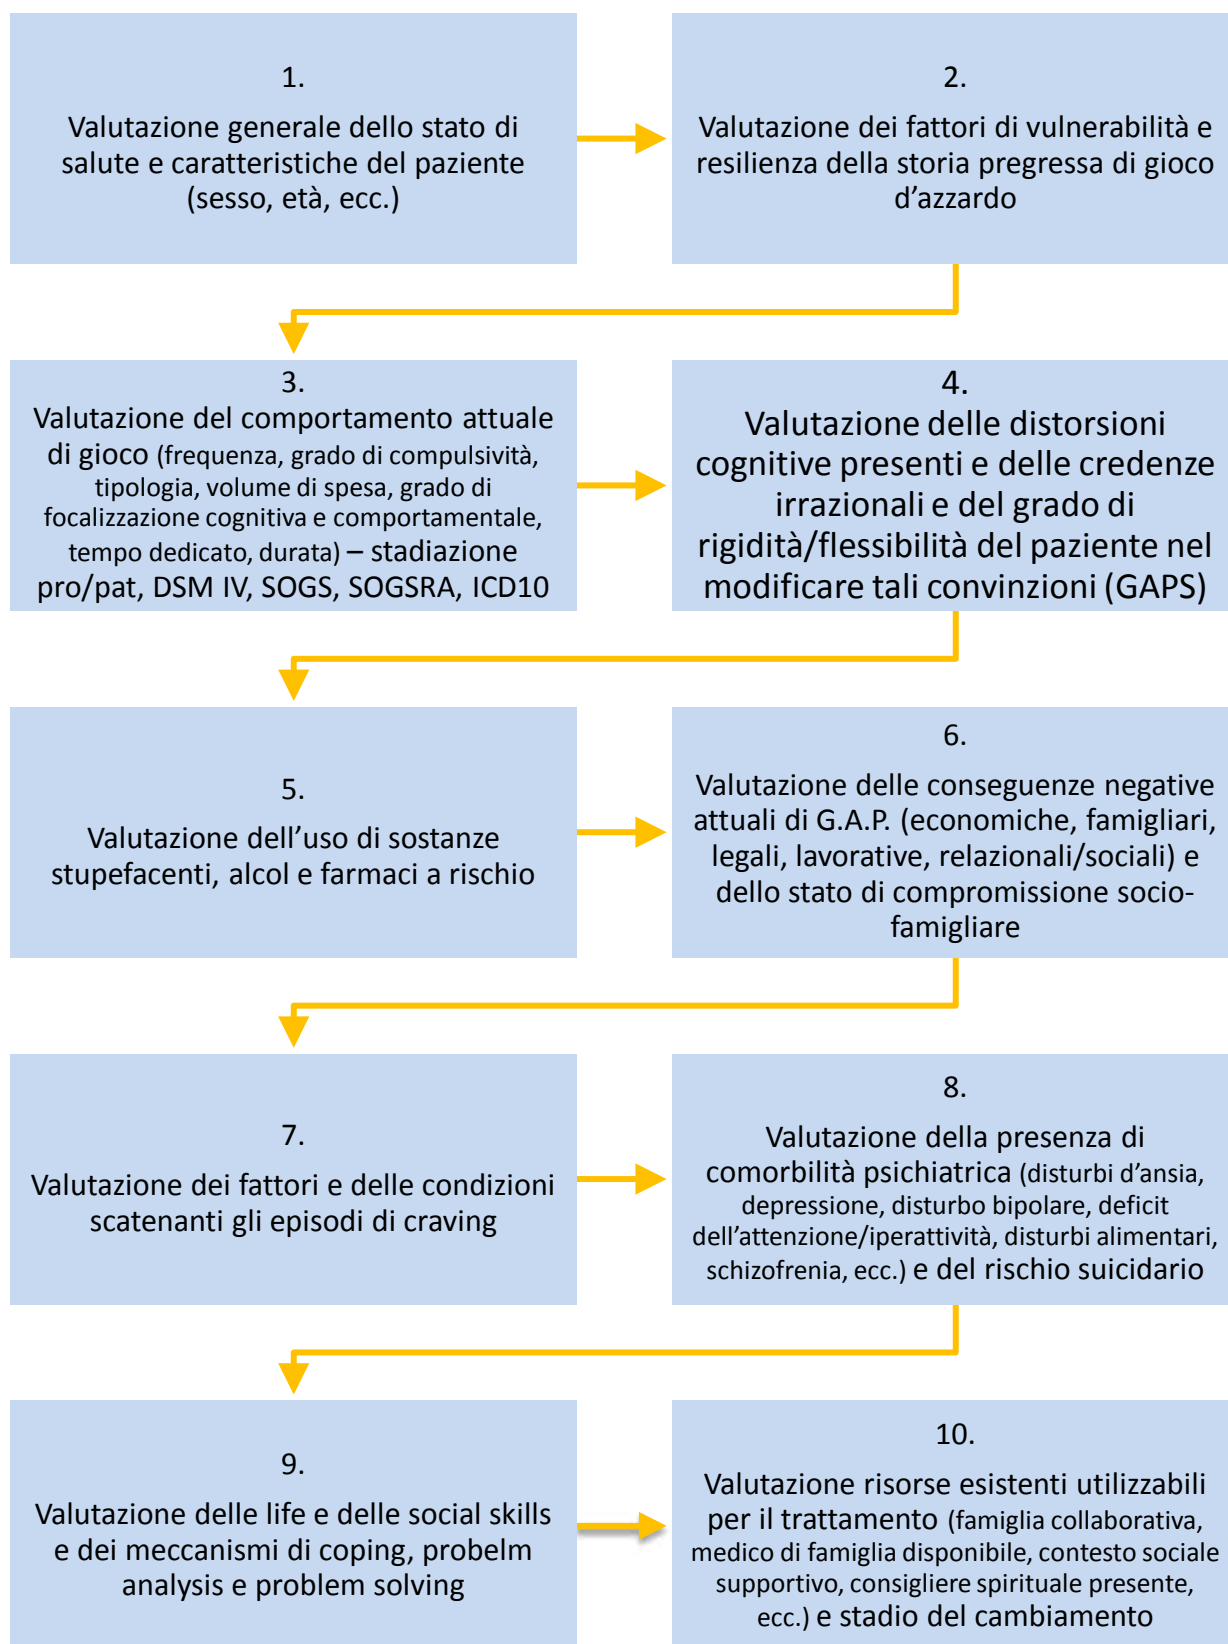 1.
Valutazione generale dello stato di
salute e caratteristiche del paziente
(sesso, età, ecc.)
2.
Valutazione dei fattori di vulnerabilità e
resilienza della storia pregressa di gioco
d’azzardo
3.
Valutazione del comportamento attuale
di gioco (frequenza, grado di compulsività,
tipologia, volume di spesa, grado di
focalizzazione cognitiva e comportamentale,
tempo dedicato, durata) – stadiazione
pro/pat, DSM IV, SOGS, SOGSRA, ICD10
4.
Valutazione delle distorsioni
cognitive presenti e delle credenze
irrazionali e del grado di
rigidità/flessibilità del paziente nel
modificare tali convinzioni (GAPS)
5.
Valutazione dell’uso di sostanze
stupefacenti, alcol e farmaci a rischio
6.
Valutazione delle conseguenze negative
attuali di G.A.P. (economiche, famigliari,
legali, lavorative, relazionali/sociali) e
dello stato di compromissione socio-
famigliare
7.
Valutazione dei fattori e delle condizioni
scatenanti gli episodi di craving
8.
Valutazione della presenza di
comorbilità psichiatrica (disturbi d’ansia,
depressione, disturbo bipolare, deficit
dell’attenzione/iperattività, disturbi alimentari,
schizofrenia, ecc.) e del rischio suicidario
9.
Valutazione delle life e delle social skills
e dei meccanismi di coping, probelm
analysis e problem solving
10.
Valutazione risorse esistenti utilizzabili
per il trattamento (famiglia collaborativa,
medico di famiglia disponibile, contesto sociale
supportivo, consigliere spirituale presente,
ecc.) e stadio del cambiamento